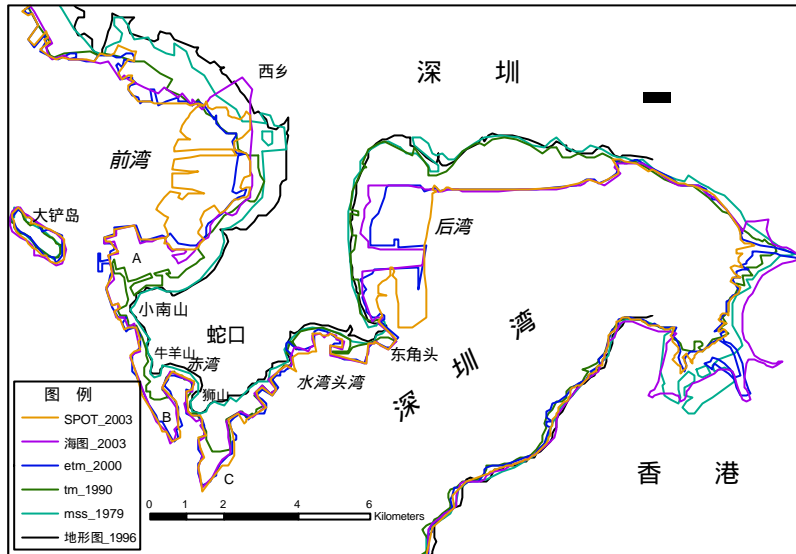 深 圳
西乡
前湾
大铲岛
后湾
A
小南山
蛇口
深 圳 湾
牛羊山
赤湾
东角头
水湾头湾
狮山
B
C
香 港
图 例
SPOT_2003
海图_2003
etm_2000
tm_1990
mss_1979
地形图_1996
0 1 2 4 6
Kilometers